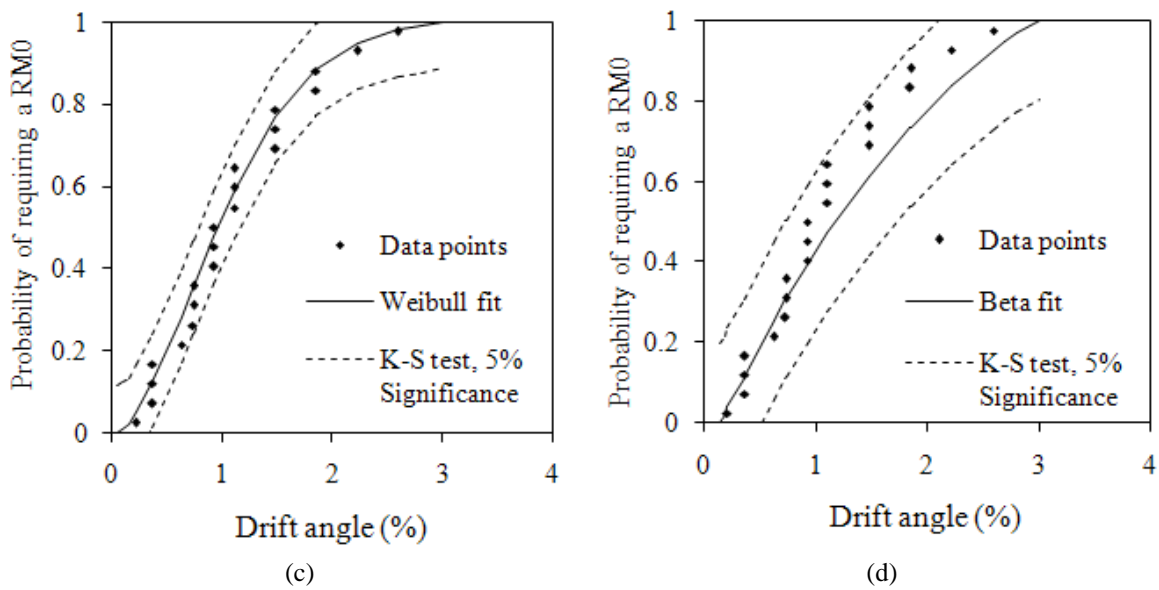 Probability of requiring a RM0
1
0.8
0.6
0.4
0.2
0
Data points
Weibull fit
K-S test, 5%
Significance
0 1 2 3 4
Drift angle (%)
(c)
Probability of requiring a RM0
1
0.8
0.6
0.4
0.2
0
Data points
Beta fit
K-S test, 5%
Significance
0 1 2 3 4
Drift angle (%)
(d)